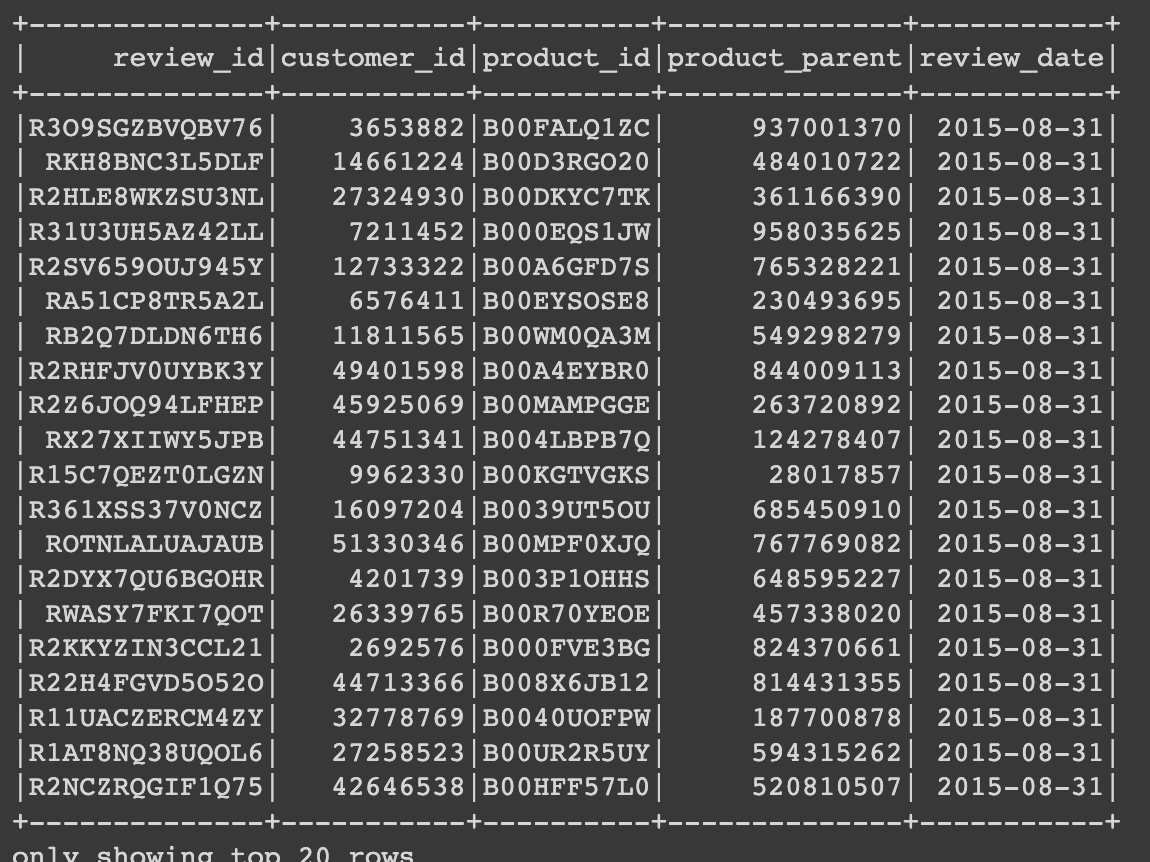 +--------------+-----------+----------+--------------+-----------+
|     review_id|customer_id|product_id|product_parent|review_date|
+--------------+-----------+----------+--------------+-----------+
|R3O9SGZBVQBV76|    3653882|B00FALQ1ZC|     937001370| 2015-08-31|
| RKH8BNC3L5DLF|   14661224|B00D3RGO20|     484010722| 2015-08-31|
|R2HLE8WKZSU3NL|   27324930|B00DKYC7TK|     361166390| 2015-08-31|
|R31U3UH5AZ42LL|    7211452|B000EQS1JW|     958035625| 2015-08-31|
|R2SV659OUJ945Y|   12733322|B00A6GFD7S|     765328221| 2015-08-31|
| RA51CP8TR5A2L|    6576411|B00EYSOSE8|     230493695| 2015-08-31|
| RB2Q7DLDN6TH6|   11811565|B00WM0QA3M|     549298279| 2015-08-31|
|R2RHFJV0UYBK3Y|   49401598|B00A4EYBR0|     844009113| 2015-08-31|
|R2Z6JOQ94LFHEP|   45925069|B00MAMPGGE|     263720892| 2015-08-31|
| RX27XIIWY5JPB|   44751341|B004LBPB7Q|     124278407| 2015-08-31|
|R15C7QEZT0LGZN|    9962330|B00KGTVGKS|      28017857| 2015-08-31|
|R361XSS37V0NCZ|   16097204|B0039UT5OU|     685450910| 2015-08-31|
| ROTNLALUAJAUB|   51330346|B00MPF0XJQ|     767769082| 2015-08-31|
|R2DYX7QU6BGOHR|    4201739|B003P1OHHS|     648595227| 2015-08-31|
| RWASY7FKI7QOT|   26339765|B00R70YEOE|     457338020| 2015-08-31|
|R2KKYZIN3CCL21|    2692576|B000FVE3BG|     824370661| 2015-08-31|
|R22H4FGVD5O52O|   44713366|B008X6JB12|     814431355| 2015-08-31|
|R11UACZERCM4ZY|   32778769|B0040UOFPW|     187700878| 2015-08-31|
|R1AT8NQ38UQOL6|   27258523|B00UR2R5UY|     594315262| 2015-08-31|
|R2NCZRQGIF1Q75|   42646538|B00HFF57L0|     520810507| 2015-08-31|
+--------------+-----------+----------+--------------+-----------+
only showing top 20 rows